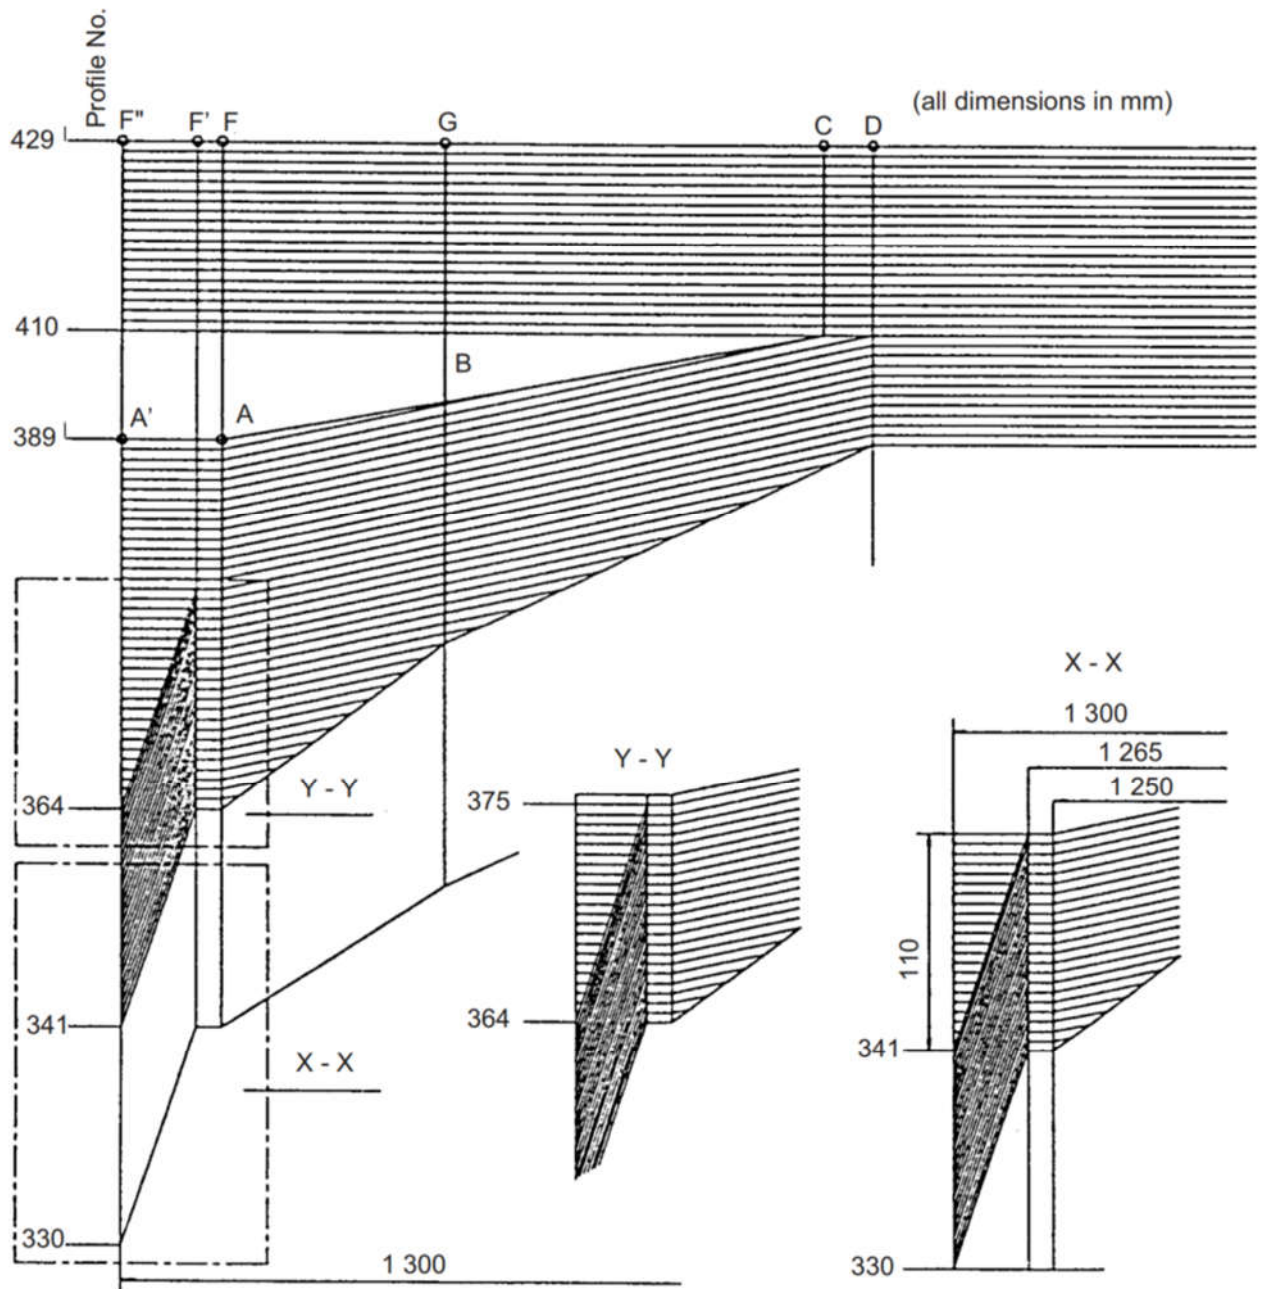 Profile No.
(all dimensions in mm)
F" F' F G C D
429
410
B
A' A
389
X - X
1 300
Y - Y
1 265
Y - Y
1 250
364
375
110
341
364
341
X - X
330
1 300
330